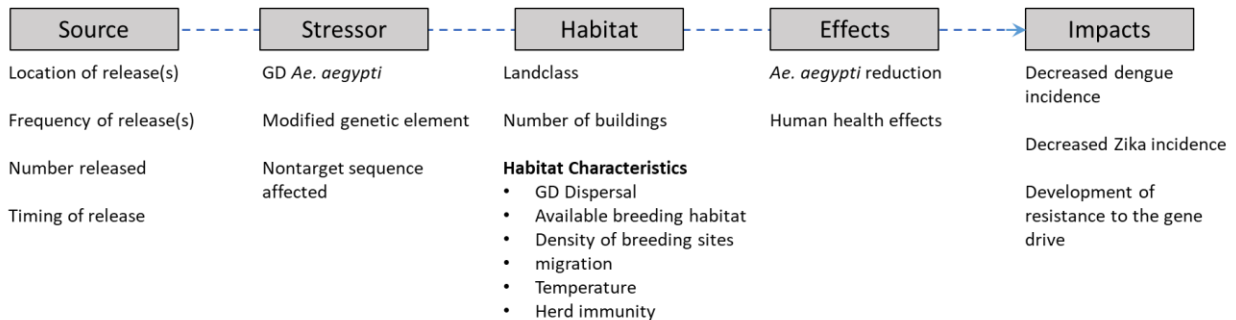 Source
Stressor
Habitat
Effects
Impacts
Location of release(s)
Frequency of release(s)
Number released
Timing of release
GD Ae. aegypti
Modified genetic element
Nontarget sequence
affected
Landclass
Number of buildings
Habitat Characteristics
• GD Dispersal
• Available breeding habitat
• Density of breeding sites
• migration
• Temperature
• Herd immunity
Ae. aegypti reduction
Human health effects
Decreased dengue
incidence
Decreased Zika incidence
Development of
resistance to the gene
drive